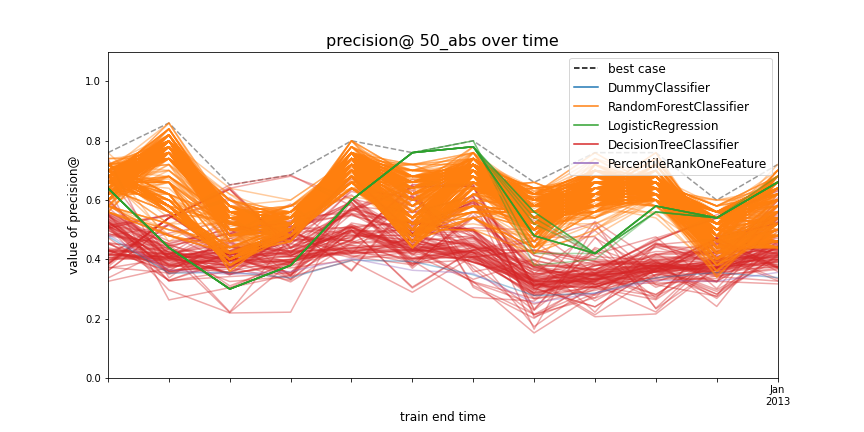 precision@ 50_abs over time
value of precision@
1.0
0.8
0.6
0.4
0.2
0.0
best case
DummyClassifier
RandomForestClassifier
LogisticRegression
DecisionTreeClassifier
PercentileRankOneFeature
Jan
2013
train end time